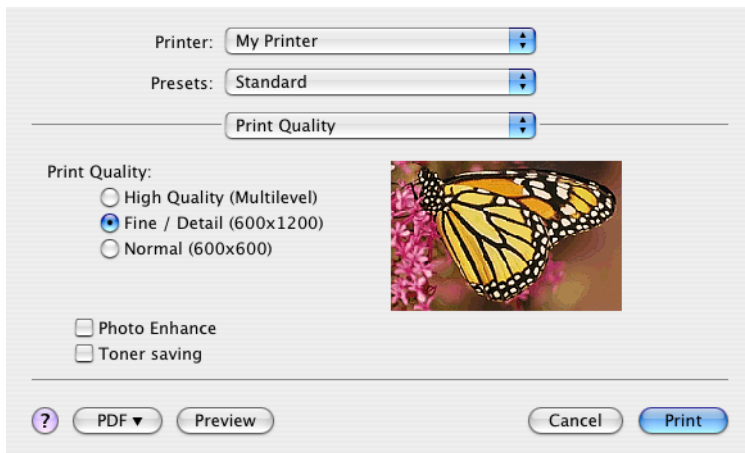 Printer: My Printer
Presets: Standard
Print Quality
Print Quality:
High Quality (Multilevel)
Fine / Detail (600x1200)
Normal (600x600)
Photo Enhance
Toner saving
? PDF ▼ Preview Cancel Print